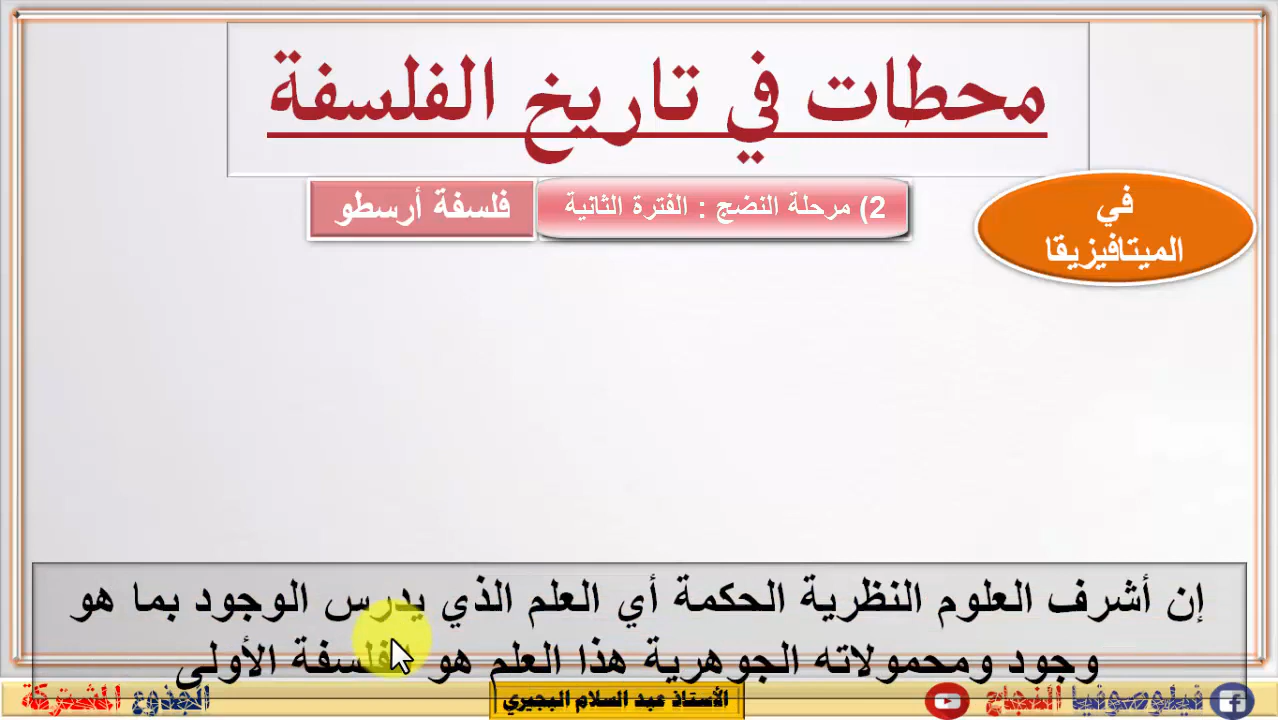 محطات في تاريخ الفلسفة
في
الميتافيزيقا
2) مرحلة النضج : الفترة الثانية
فلسفة أرسطو
إن أشرف العلوم النظرية الحكمة أي العلم الذي يدرس الوجود بما هو
وجود ومحمولاته الجوهرية هذا العلم هو الفلسفة الأولى
فيلوصوفيا النجاح
الأستاذ عبد السلام البجيري
الجذوع المشتركة